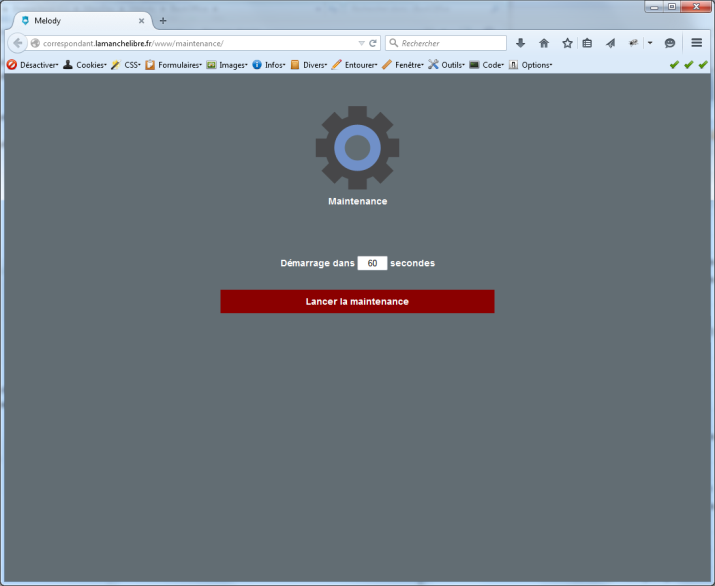 Melody
correspondant.lamanchelibre.fr/www/maintenance/
Rechercher
Désactiver Cookies CSS Formulaires Images Infos Divers Entourer Fenêtre Outils Code Options
Maintenance
Démarrage dans 60 secondes
Lancer la maintenance